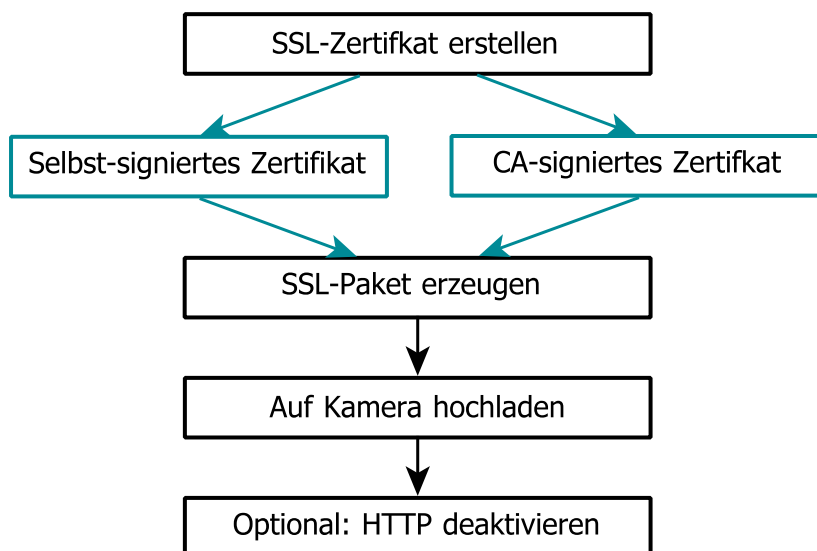 SSL-Zertifkat erstellen
Selbst-signiertes Zertifikat
CA-signiertes Zertifkat
SSL-Paket erzeugen
Auf Kamera hochladen
Optional: HTTP deaktivieren